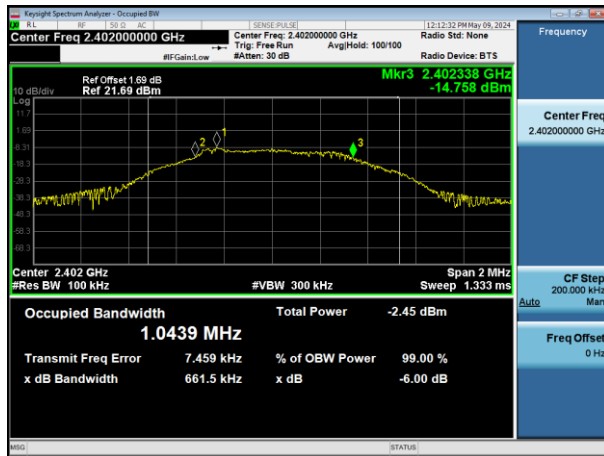 Keysight Spectrum Analyzer - Occupied BW
RL RF 50 Ω AC SENSE:PULSE 12:12:32 PM May 09, 2024
Center Freq 2.402000000 GHz Center Freq: 2.402000000 GHz Radio Std: None Frequency
Trig: Free Run Avg|Hold: 100/100
#IFGain:Low #Atten: 30 dB Radio Device: BTS
Ref Offset 1.69 dB Mkr3 2.402338 GHz
10 dB/div Ref 21.69 dBm -14.758 dBm
Log
11.7
1.69
-8.31
-18.3
-28.3
-38.3
-48.3
-58.3
-68.3
2 1 3
Center Freq
2.402000000 GHz
Center 2.402 GHz Span 2 MHz
#Res BW 100 kHz #VBW 300 kHz Sweep 1.333 ms
CF Step
200.000 kHz
Auto Man
Occupied Bandwidth Total Power -2.45 dBm
1.0439 MHz
Transmit Freq Error 7.459 kHz % of OBW Power 99.00 %
x dB Bandwidth 661.5 kHz x dB -6.00 dB
Freq Offset
0 Hz
MSG STATUS